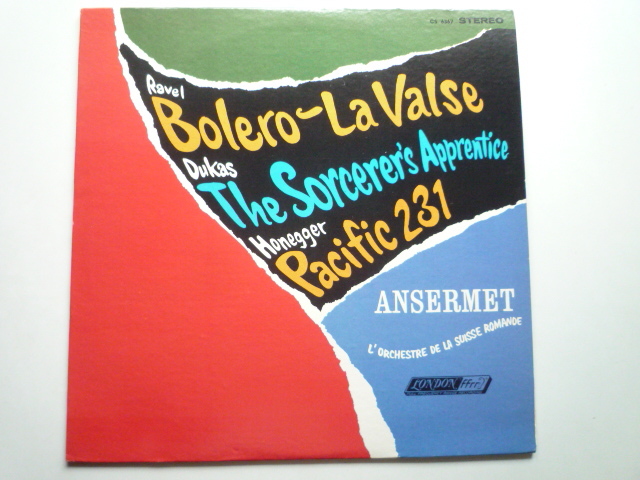 STEREO
Ravel
Bolero-La Valse
Dukas
The Sorcerer's Apprentice
Honegger
Pacific 231
ANSERMET
L'ORCHESTRE DE LA SUISSE ROMANDE
LONDON ffrr